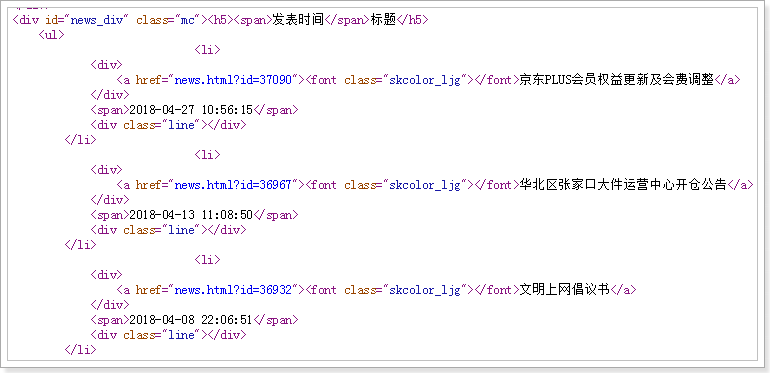 <div id="news_div" class="mc"><h5><span>发表时间</span>标题</h5>
<ul>
<li>
<div>
<a href="news.html?id=37090"><font class="skcolor_ljg"></font>京东PLUS会员权益更新及会费调整</a>
</div>
<span>2018-04-27 10:56:15</span>
<div class="line"></div>
</li>
<li>
<div>
<a href="news.html?id=36967"><font class="skcolor_ljg"></font>华北区张家口大件运营中心开仓公告</a>
</div>
<span>2018-04-13 11:08:50</span>
<div class="line"></div>
</li>
<li>
<div>
<a href="news.html?id=36932"><font class="skcolor_ljg"></font>文明上网倡议书</a>
</div>
<span>2018-04-08 22:06:51</span>
<div class="line"></div>
</li>